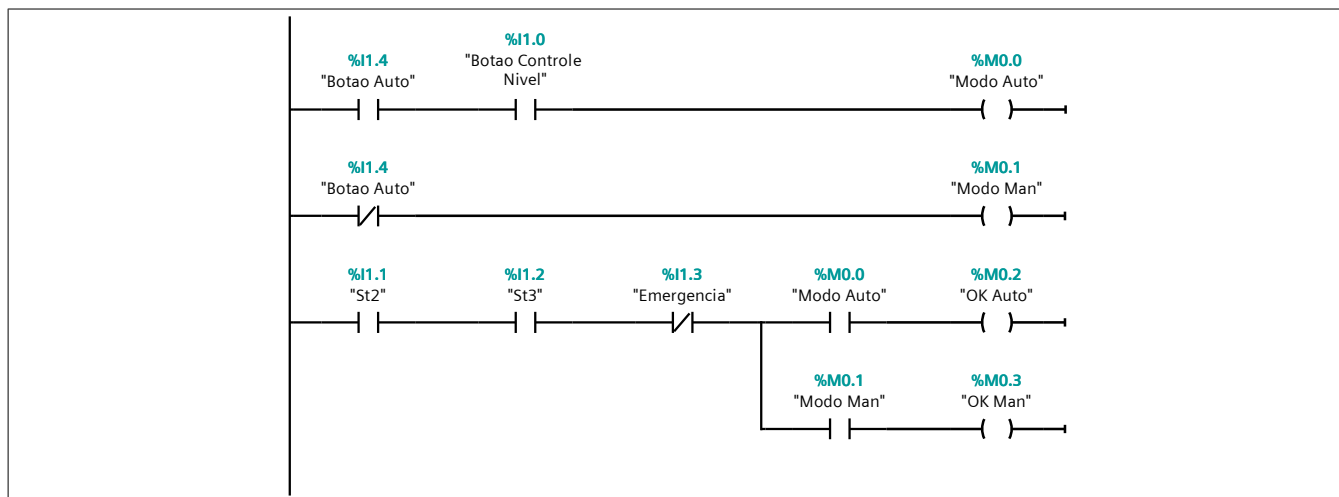 %I1.4
"Botao Auto"
%I1.0
"Botao Controle
Nivel"
%M0.0
"Modo Auto"
%I1.4
"Botao Auto"
%M0.1
"Modo Man"
%I1.1
"St2"
%I1.2
"St3"
%I1.3
"Emergencia"
%M0.0
"Modo Auto"
%M0.2
"OK Auto"
%M0.1
"Modo Man"
%M0.3
"OK Man"